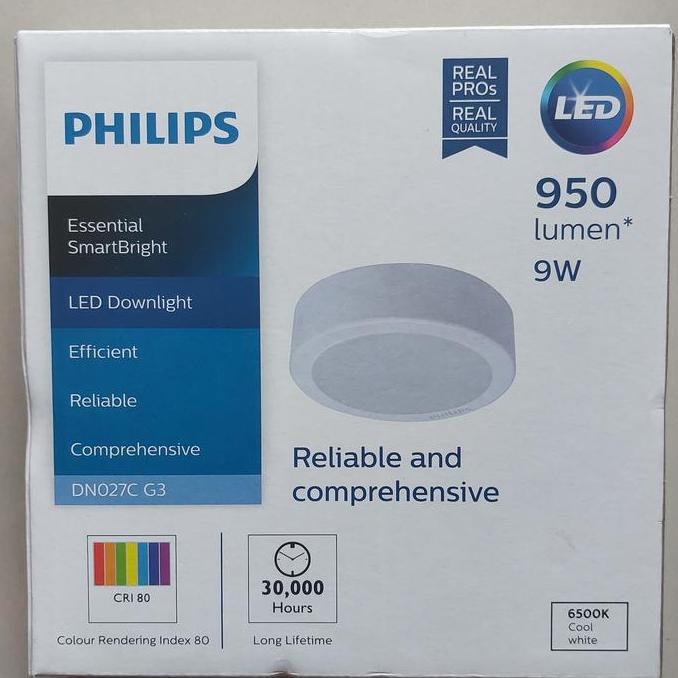 PHILIPS
Essential
SmartBright
LED Downlight
Efficient
Reliable
Comprehensive
DN027C G3
REAL
PROs
REAL
QUALITY
LED
950
lumen*
9W
PHILIPS
Reliable and
comprehensive
CRI 80
Colour Rendering Index 80
30,000
Hours
Long Lifetime
6500K
Cool
white